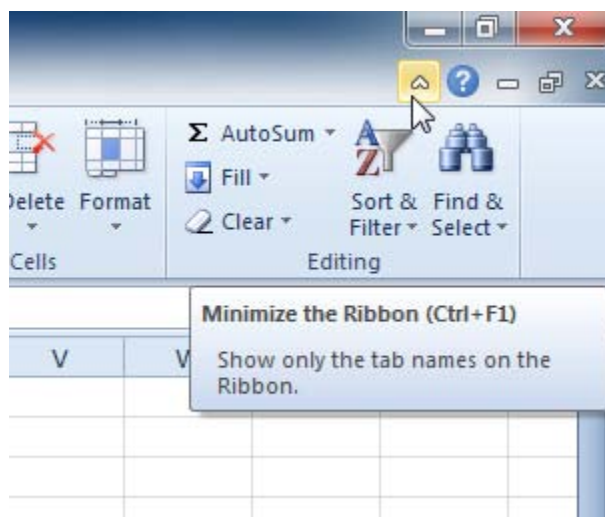 Σ AutoSum
Delete Format
Fill
Clear
Sort & Filter
Find & Select
Cells
Editing
Minimize the Ribbon (Ctrl+F1)
Show only the tab names on the
Ribbon.
V